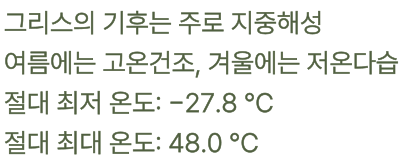 그리스의 기후는 주로 지중해성
여름에는 고온건조, 겨울에는 저온다습
절대 최저 온도: −27.8 °C
절대 최대 온도: 48.0 °C